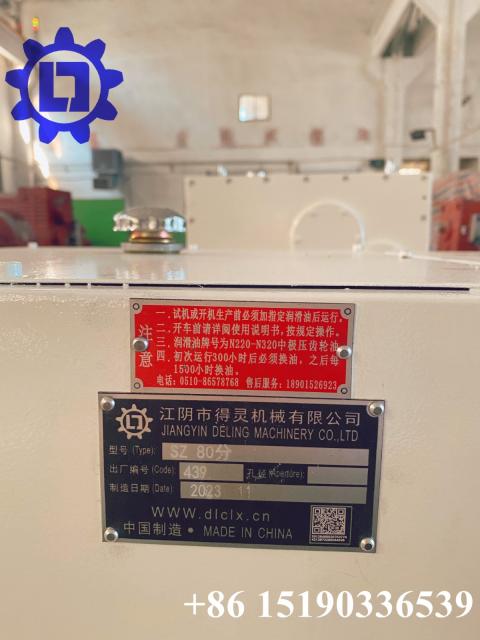 一. 试机或开机生产前必须加指定润滑油后运行。
二. 开车前请详阅使用说明书，按规定操作。
三. 润滑油牌号为N220-N320中极压齿轮油
四. 初次运行300小时后必须换油，之后每
1500小时换油。
注意
电话:0510-86578768 售后服务:18901526923
江阴市得灵机械有限公司
JIANGYIN DELING MACHINERY CO.,LTD
型号(Type): SZ 80分
出厂编号(Code): 439 孔径(Aperture):
制造日期(Date): 2023 11
www.dlclx.cn
中国制造·MADE IN CHINA
+86 15190336539